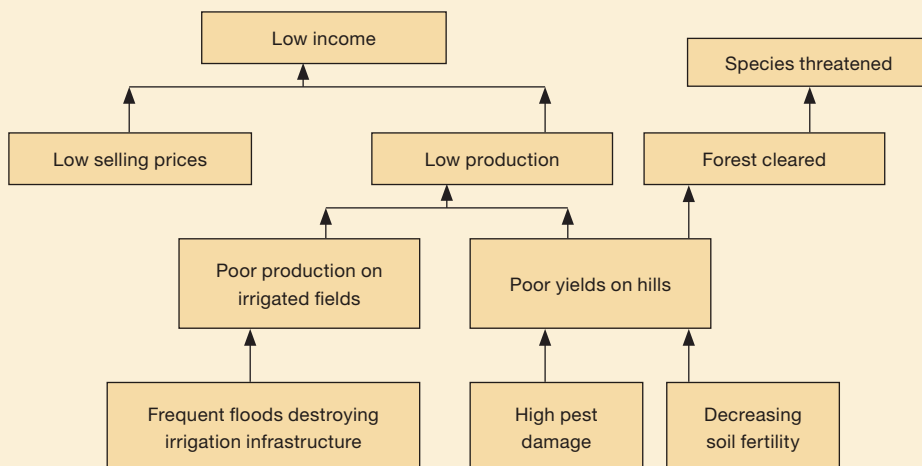 Low income
Species threatened
Low selling prices
Low production
Forest cleared
Poor production on
irrigated fields
Poor yields on hills
Frequent floods destroying
irrigation infrastructure
High pest
damage
Decreasing
soil fertility